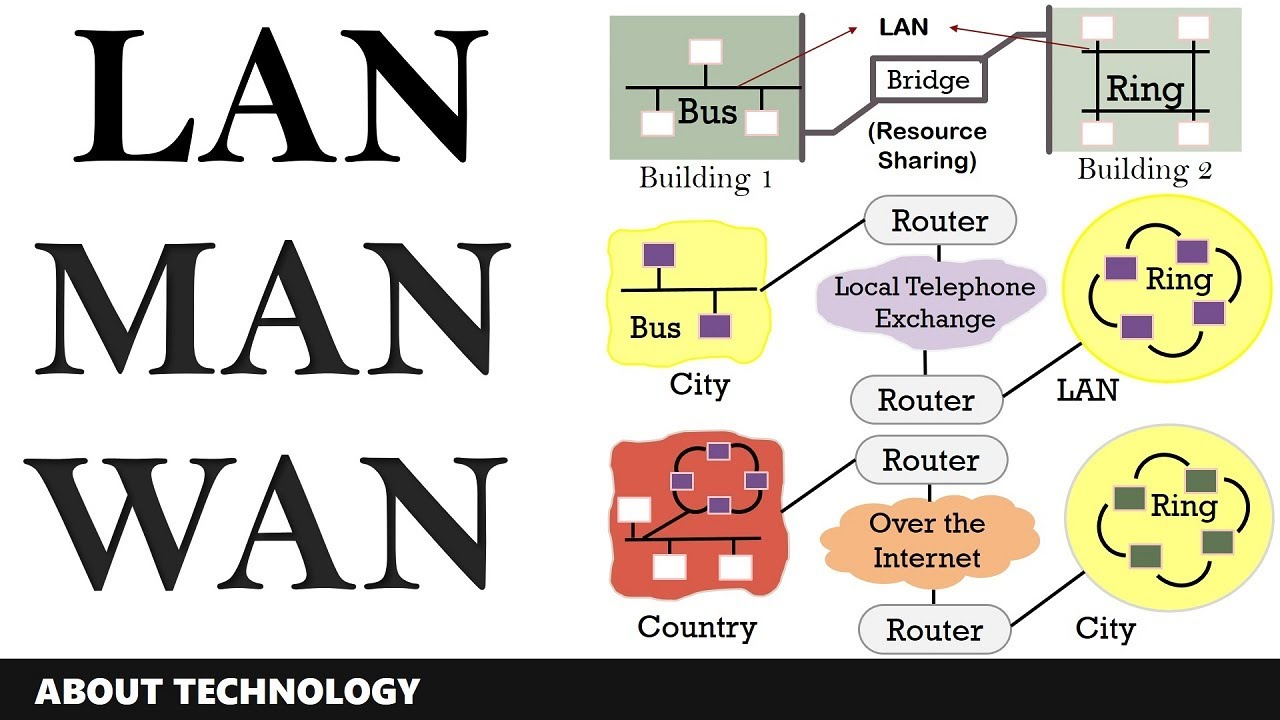 LAN
LAN
Bus
Bridge
Ring
(Resource
Sharing)
Building 1
Building 2
MAN
Router
Local Telephone
Exchange
Ring
Bus
City
Router
LAN
WAN
Router
Over the
Internet
Ring
Country
Router
City
ABOUT TECHNOLOGY